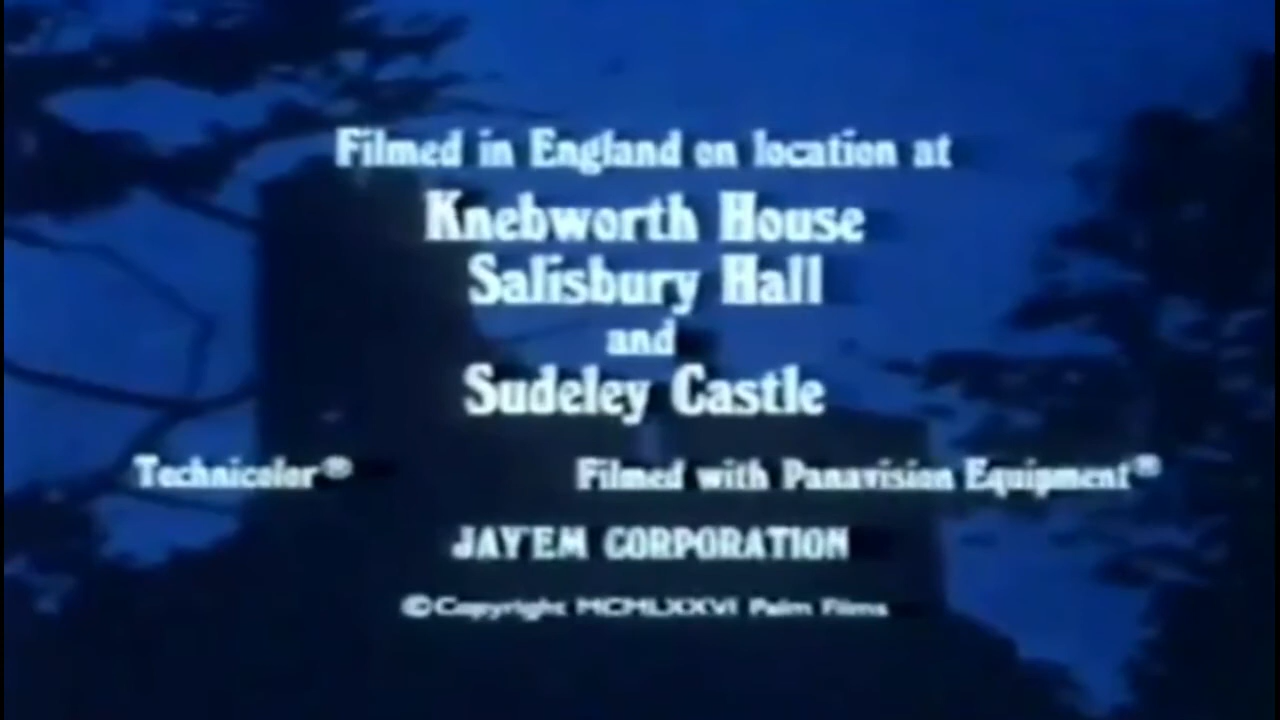 Filmed in England on location at
Knebworth House
Salisbury Hall
and
Sudeley Castle
Technicolor® Filmed with Panavision Equipment®
JAY'EM CORPORATION
©Copyright MCMLXXVI Palm Films